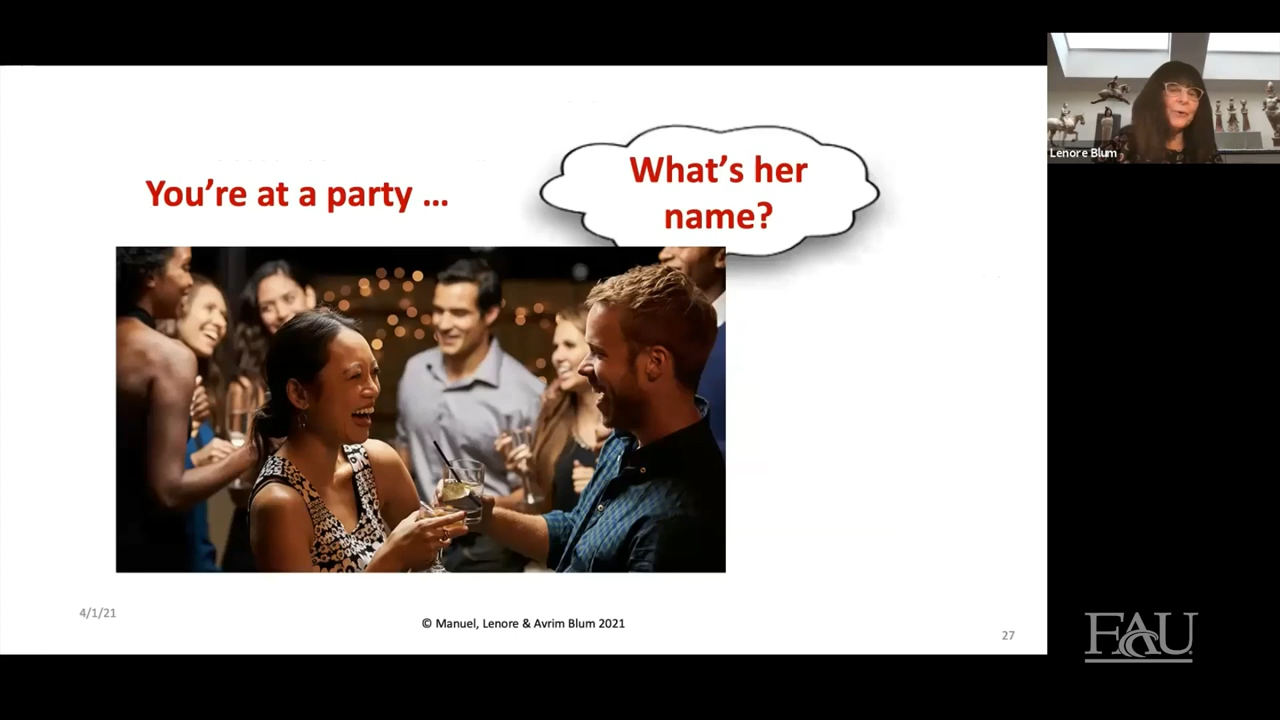 You're at a party …
What's her
name?
Lenore Blum
4/1/21
© Manuel, Lenore & Avrim Blum 2021
27
FAU